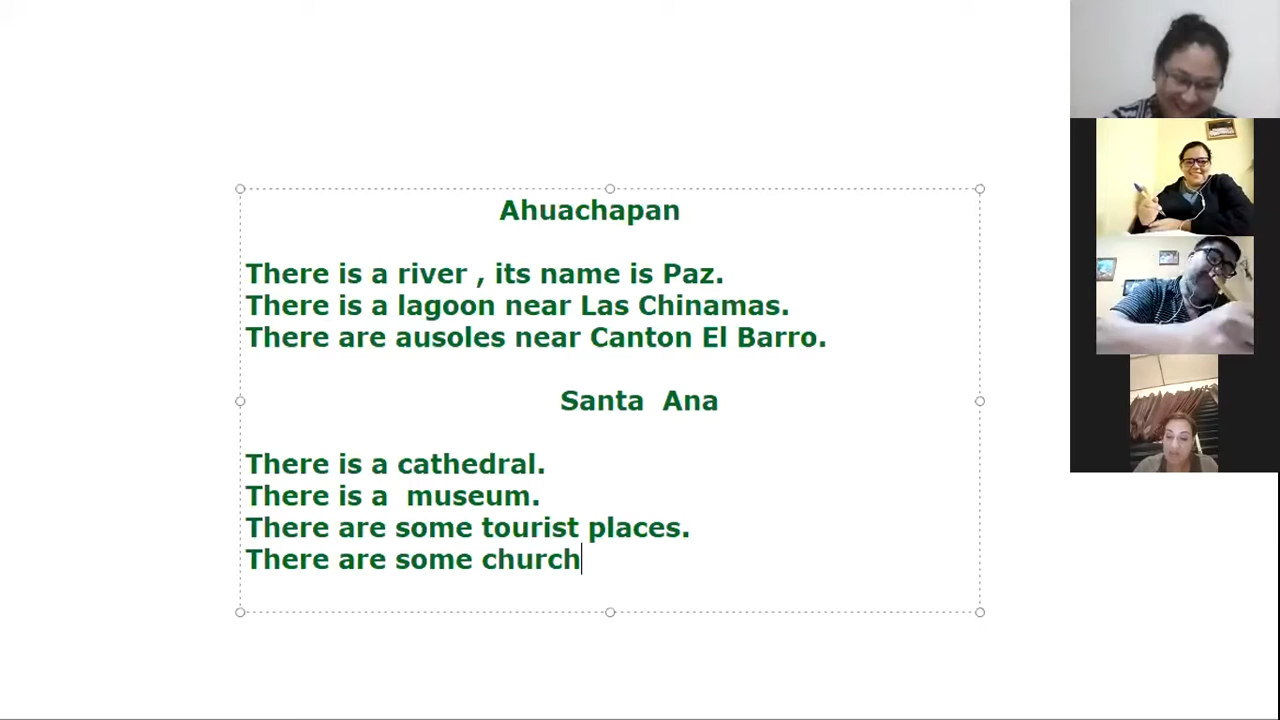 Ahuachapan
There is a river , its name is Paz.
There is a lagoon near Las Chinamas.
There are ausoles near Canton El Barro.
Santa  Ana
There is a cathedral.
There is a  museum.
There are some tourist places.
There are some church